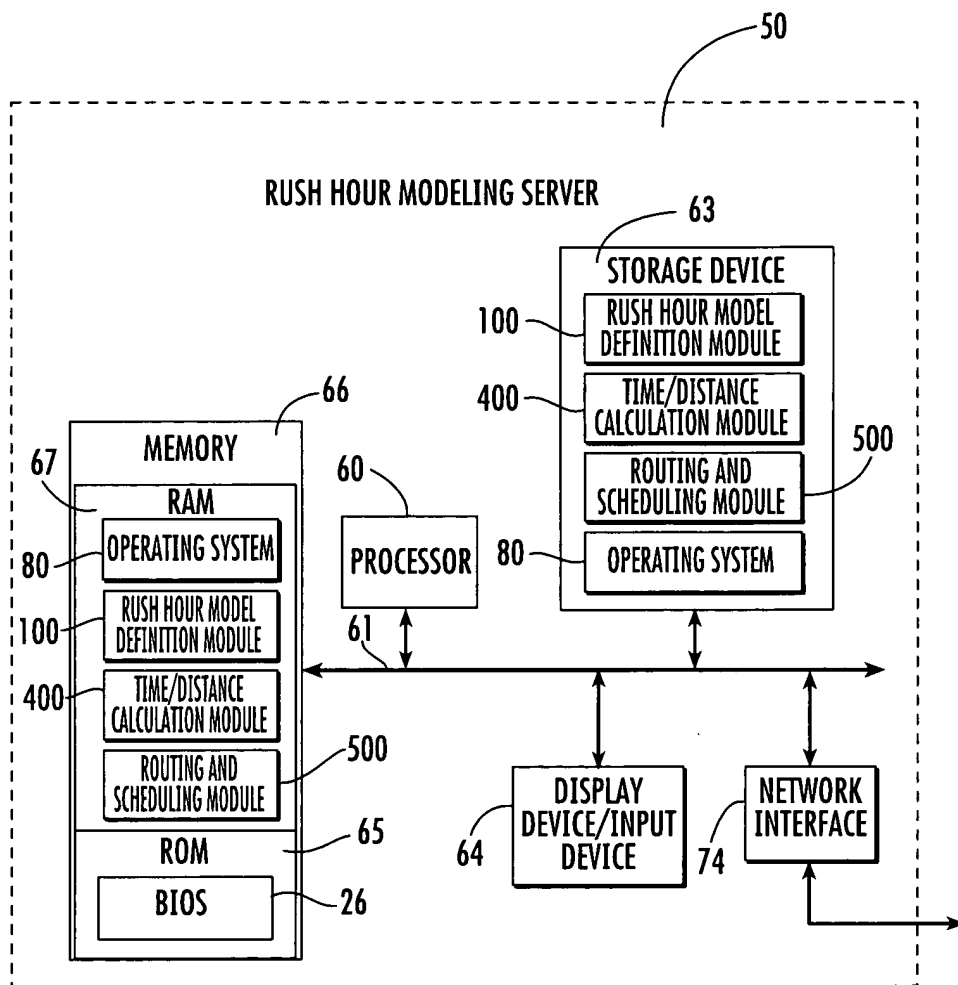 50
RUSH HOUR MODELING SERVER
63
STORAGE DEVICE
100
RUSH HOUR MODEL
DEFINITION MODULE
400
TIME/DISTANCE
CALCULATION MODULE
500
ROUTING AND
SCHEDULING MODULE
80
OPERATING SYSTEM
66
MEMORY
67
RAM
80
OPERATING SYSTEM
100
RUSH HOUR MODEL
DEFINITION MODULE
400
TIME/DISTANCE
CALCULATION MODULE
500
ROUTING AND
SCHEDULING MODULE
65
ROM
BIOS
26
60
PROCESSOR
61
64
DISPLAY
DEVICE/INPUT
DEVICE
74
NETWORK
INTERFACE